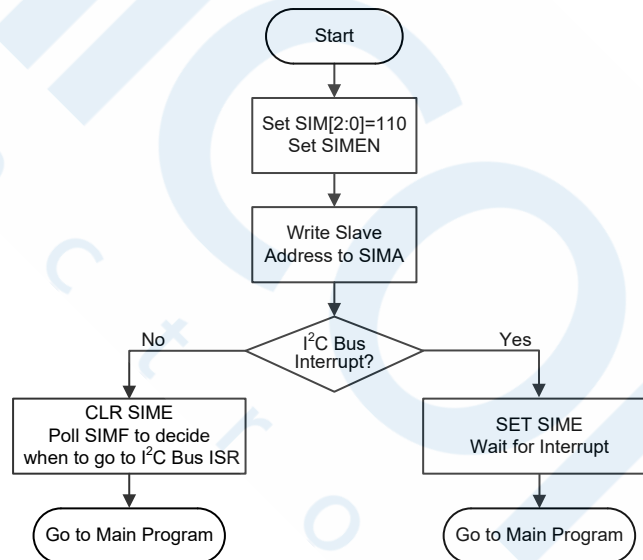 Start
Set SIM[2:0]=110
Set SIMEN
Write Slave
Address to SIMA
I²C Bus
Interrupt?
No
Yes
CLR SIME
Poll SIMF to decide
when to go to I²C Bus ISR
SET SIME
Wait for Interrupt
Go to Main Program
Go to Main Program